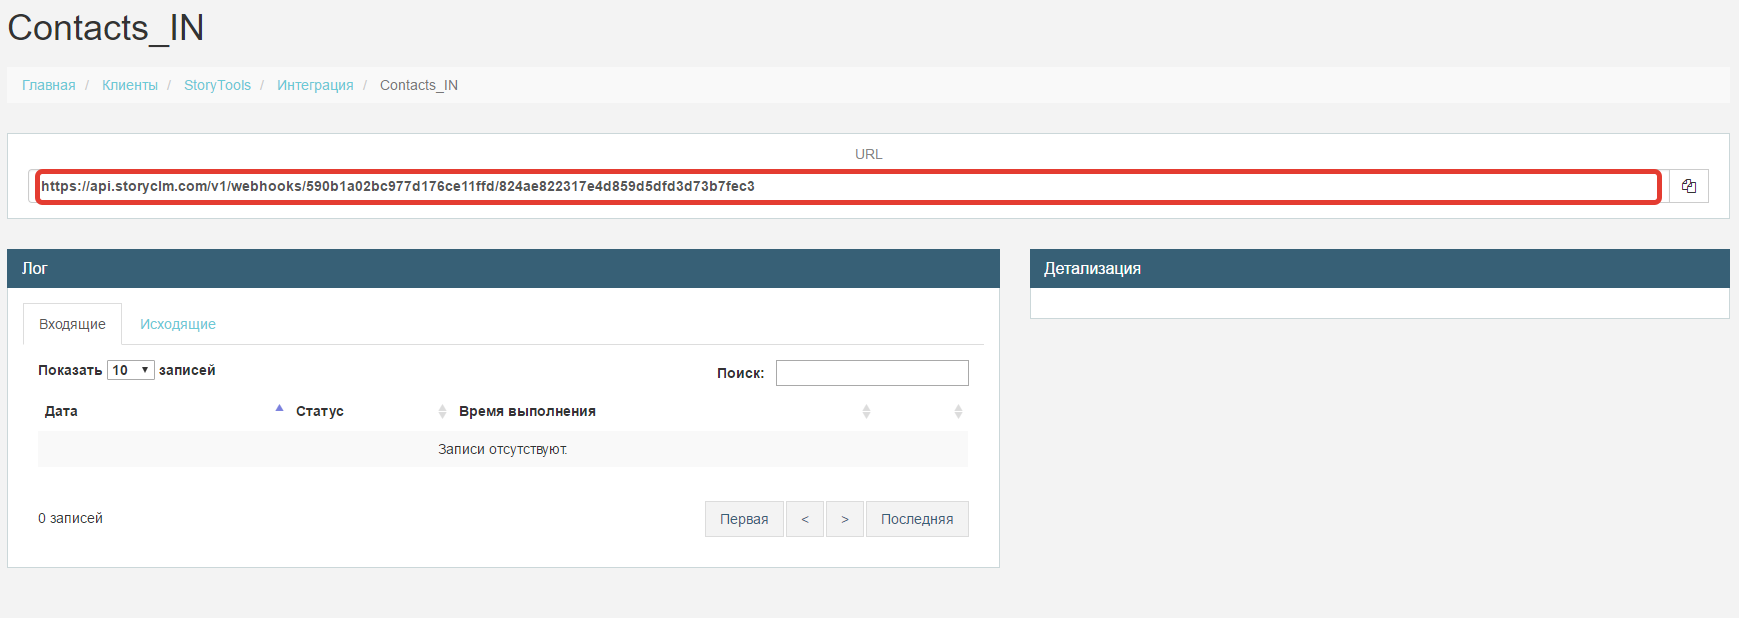 Contacts_IN
Главная / Клиенты / StoryTools / Интеграция / Contacts_IN
URL
https://api.storyclm.com/v1/webhooks/590b1a02bc977d176ce11ffd/824ae822317e4d859d5dfd3d73b7fec3
Лог
Входящие Исходящие
Показать 10 записей Поиск:
Дата Статус Время выполнения
Записи отсутствуют.
0 записей Первая < > Последняя
Детализация